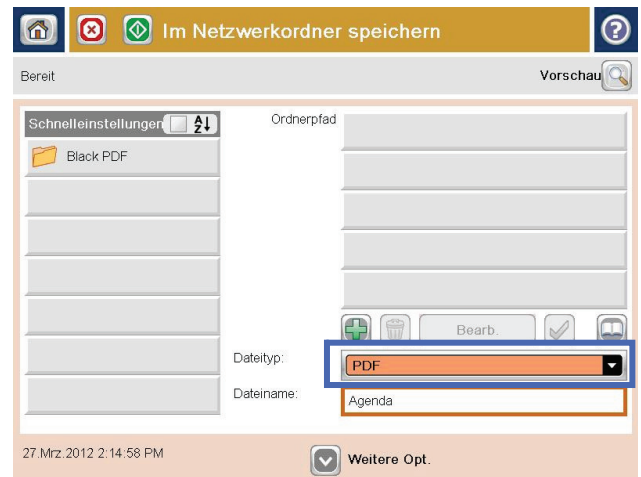 Im Netzwerkordner speichern
Bereit
Vorschau
Schnelleinstellungen
Ordnerpfad
Black PDF
Bearb.
Dateityp:
PDF
Dateiname:
Agenda
27.Mrz.2012 2:14:58 PM
Weitere Opt.